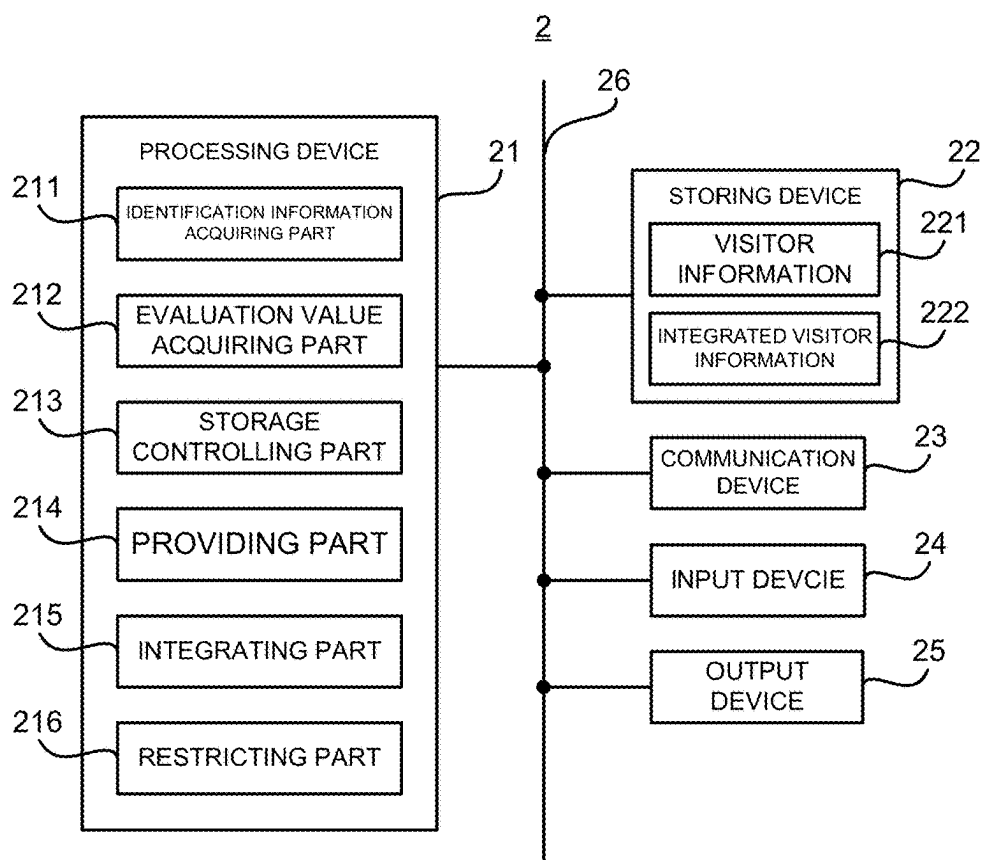 2
26
PROCESSING DEVICE
21
211
IDENTIFICATION INFORMATION
ACQUIRING PART
212
EVALUATION VALUE
ACQUIRING PART
213
STORAGE
CONTROLLING PART
214
PROVIDING PART
215
INTEGRATING PART
216
RESTRICTING PART
22
STORING DEVICE
221
VISITOR
INFORMATION
222
INTEGRATED VISITOR
INFORMATION
23
COMMUNICATION
DEVICE
24
INPUT DEVCIE
25
OUTPUT
DEVICE